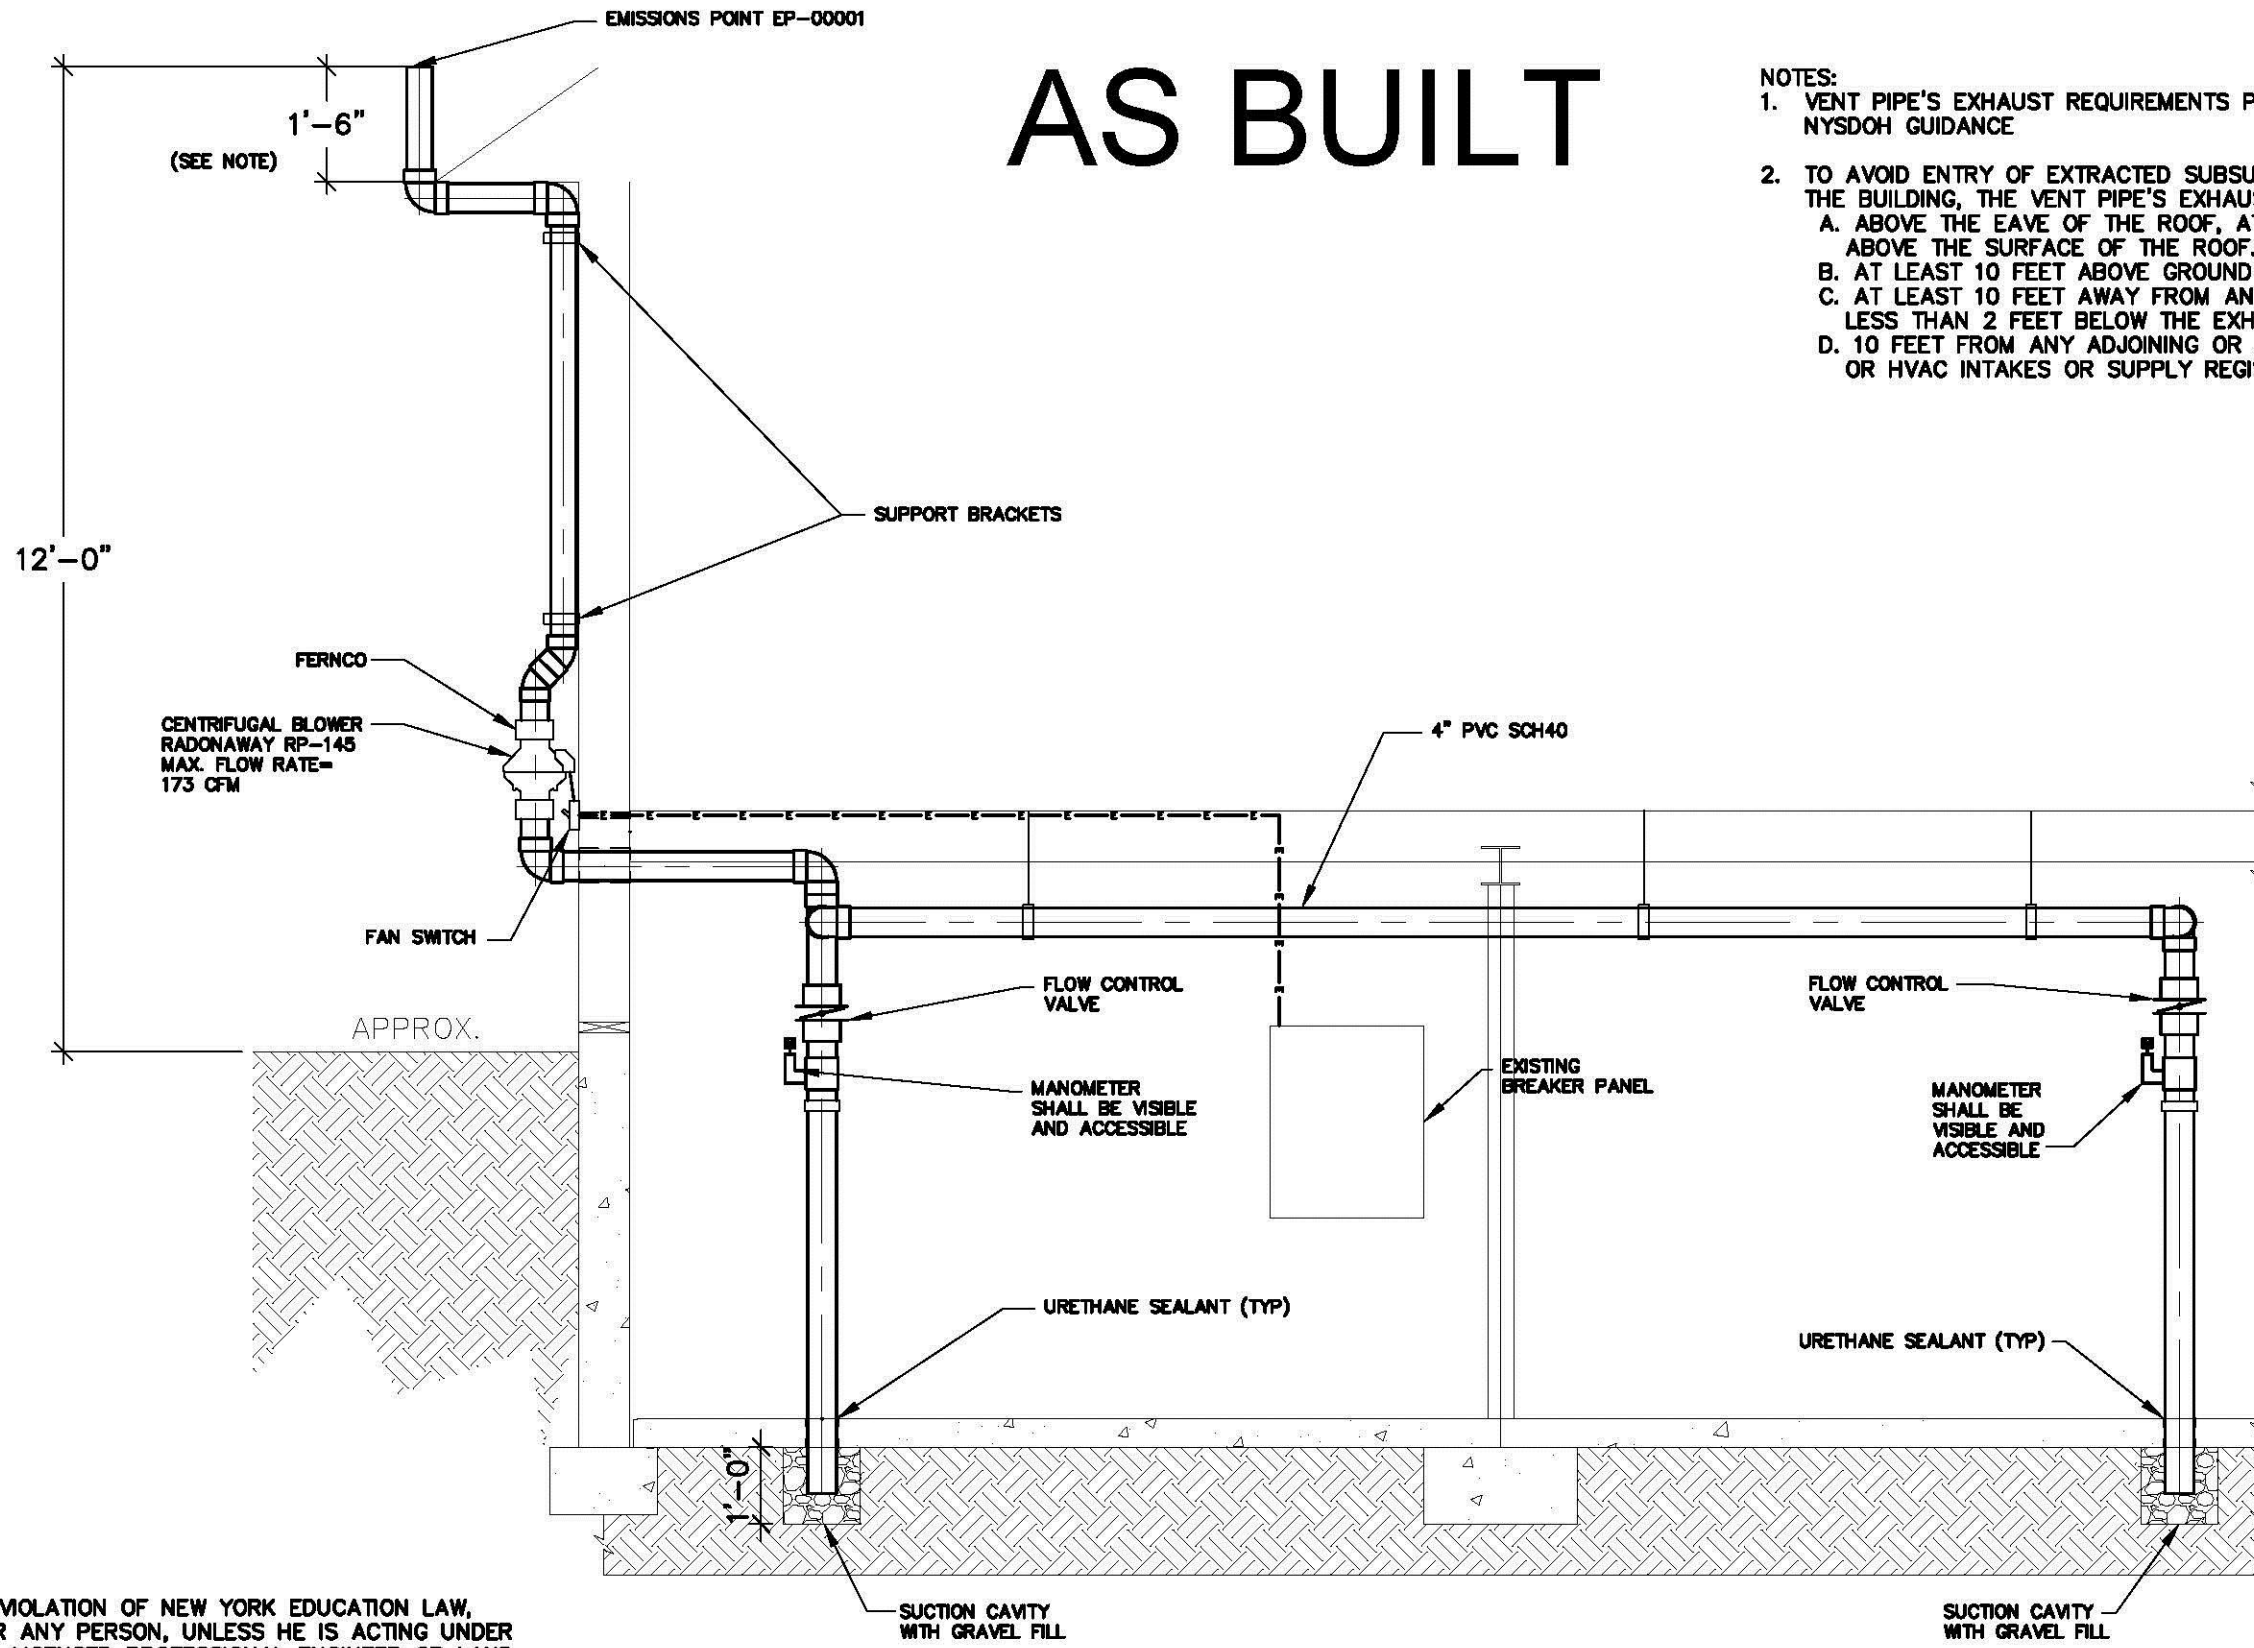 EMISSIONS POINT EP-00001
AS BUILT
1'-6"
(SEE NOTE)
12'-0"
NOTES:
1. VENT PIPE'S EXHAUST REQUIREMENTS P
NYSDOH GUIDANCE
2. TO AVOID ENTRY OF EXTRACTED SUBSU
THE BUILDING, THE VENT PIPE'S EXHAU
A. ABOVE THE EAVE OF THE ROOF, A
ABOVE THE SURFACE OF THE ROOF.
B. AT LEAST 10 FEET ABOVE GROUND
C. AT LEAST 10 FEET AWAY FROM AN
LESS THAN 2 FEET BELOW THE EXH
D. 10 FEET FROM ANY ADJOINING OR
OR HVAC INTAKES OR SUPPLY REGI
SUPPORT BRACKETS
FERNCO
CENTRIFUGAL BLOWER
RADONAWAY RP-145
MAX. FLOW RATE=
173 CFM
4" PVC SCH40
E E E E E E E E E E E E E E E E E E
FAN SWITCH
FLOW CONTROL
VALVE
FLOW CONTROL
VALVE
APPROX.
MANOMETER
SHALL BE VISIBLE
AND ACCESSIBLE
EXISTING
BREAKER PANEL
MANOMETER
SHALL BE
VISIBLE AND
ACCESSIBLE
URETHANE SEALANT (TYP)
URETHANE SEALANT (TYP)
1'-0"
SUCTION CAVITY
WITH GRAVEL FILL
SUCTION CAVITY
WITH GRAVEL FILL
VIOLATION OF NEW YORK EDUCATION LAW,
R ANY PERSON, UNLESS HE IS ACTING UNDER